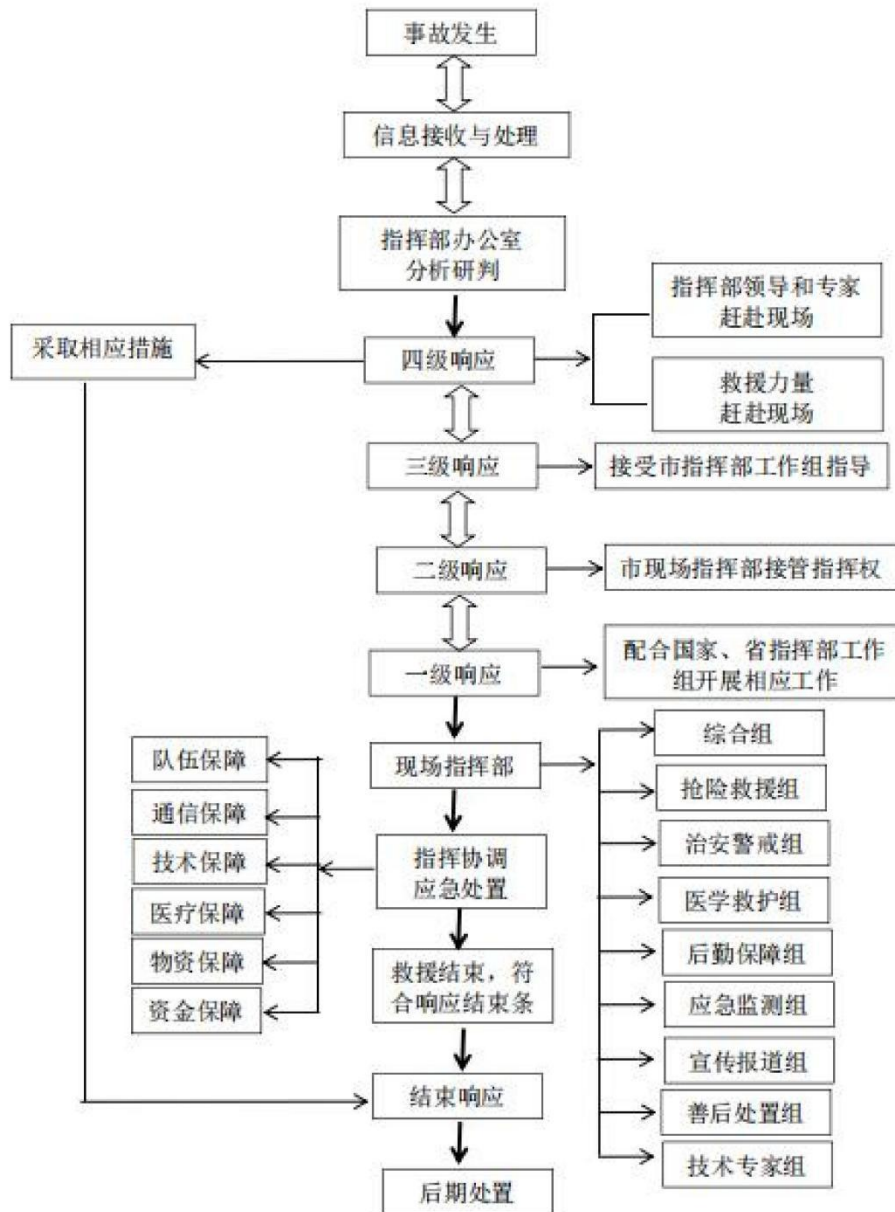 事故发生
信息接收与处理
指挥部办公室
分析研判
指挥部领导和专家
赶赴现场
采取相应措施
四级响应
救援力量
赶赴现场
三级响应
接受市指挥部工作组指导
二级响应
市现场指挥部接管指挥权
一级响应
配合国家、省指挥部工作
组开展相应工作
现场指挥部
综合组
抢险救援组
治安警戒组
医学救护组
后勤保障组
应急监测组
宣传报道组
善后处置组
技术专家组
队伍保障
通信保障
技术保障
医疗保障
物资保障
资金保障
指挥协调
应急处置
救援结束，符
合响应结束条
结束响应
后期处置